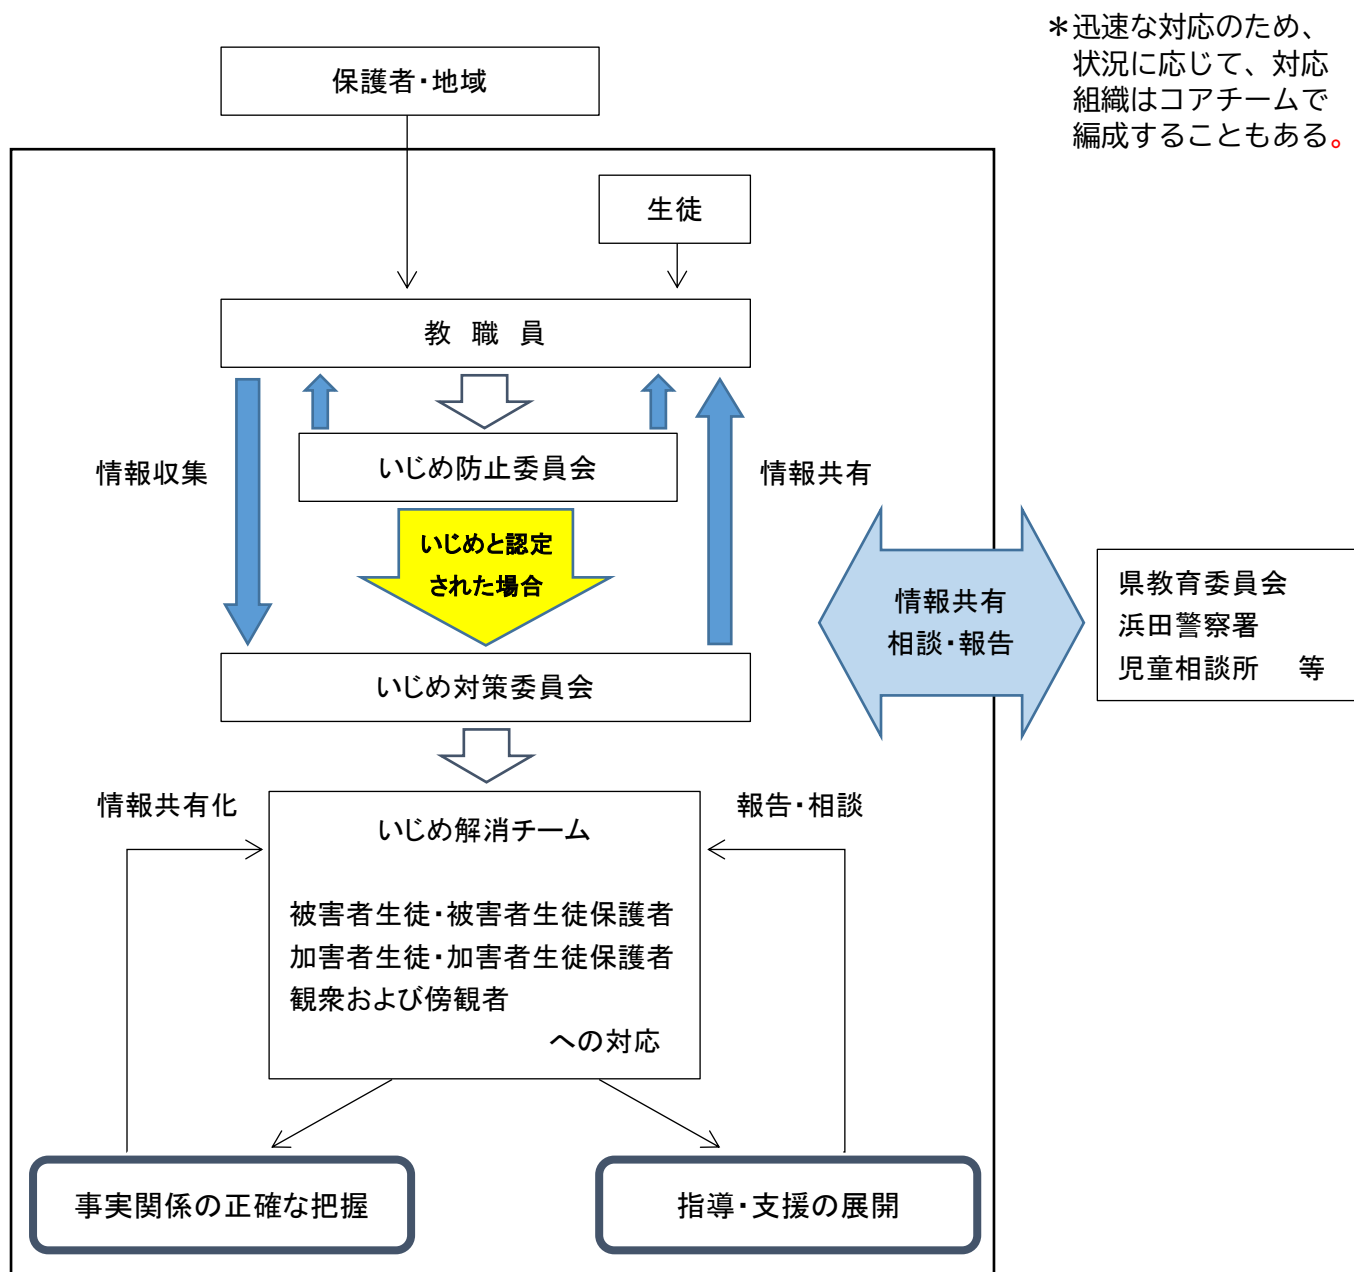 ＊迅速な対応のため、
状況に応じて、対応
組織はコアチームで
編成することもある。
保護者・地域
生徒
教　職　員
いじめ防止委員会
情報収集
情報共有
いじめと認定
された場合
情報共有
相談・報告
県教育委員会
浜田警察署
児童相談所　等
いじめ対策委員会
情報共有化
報告・相談
いじめ解消チーム
被害者生徒・被害者生徒保護者
加害者生徒・加害者生徒保護者
観衆および傍観者
への対応
事実関係の正確な把握
指導・支援の展開